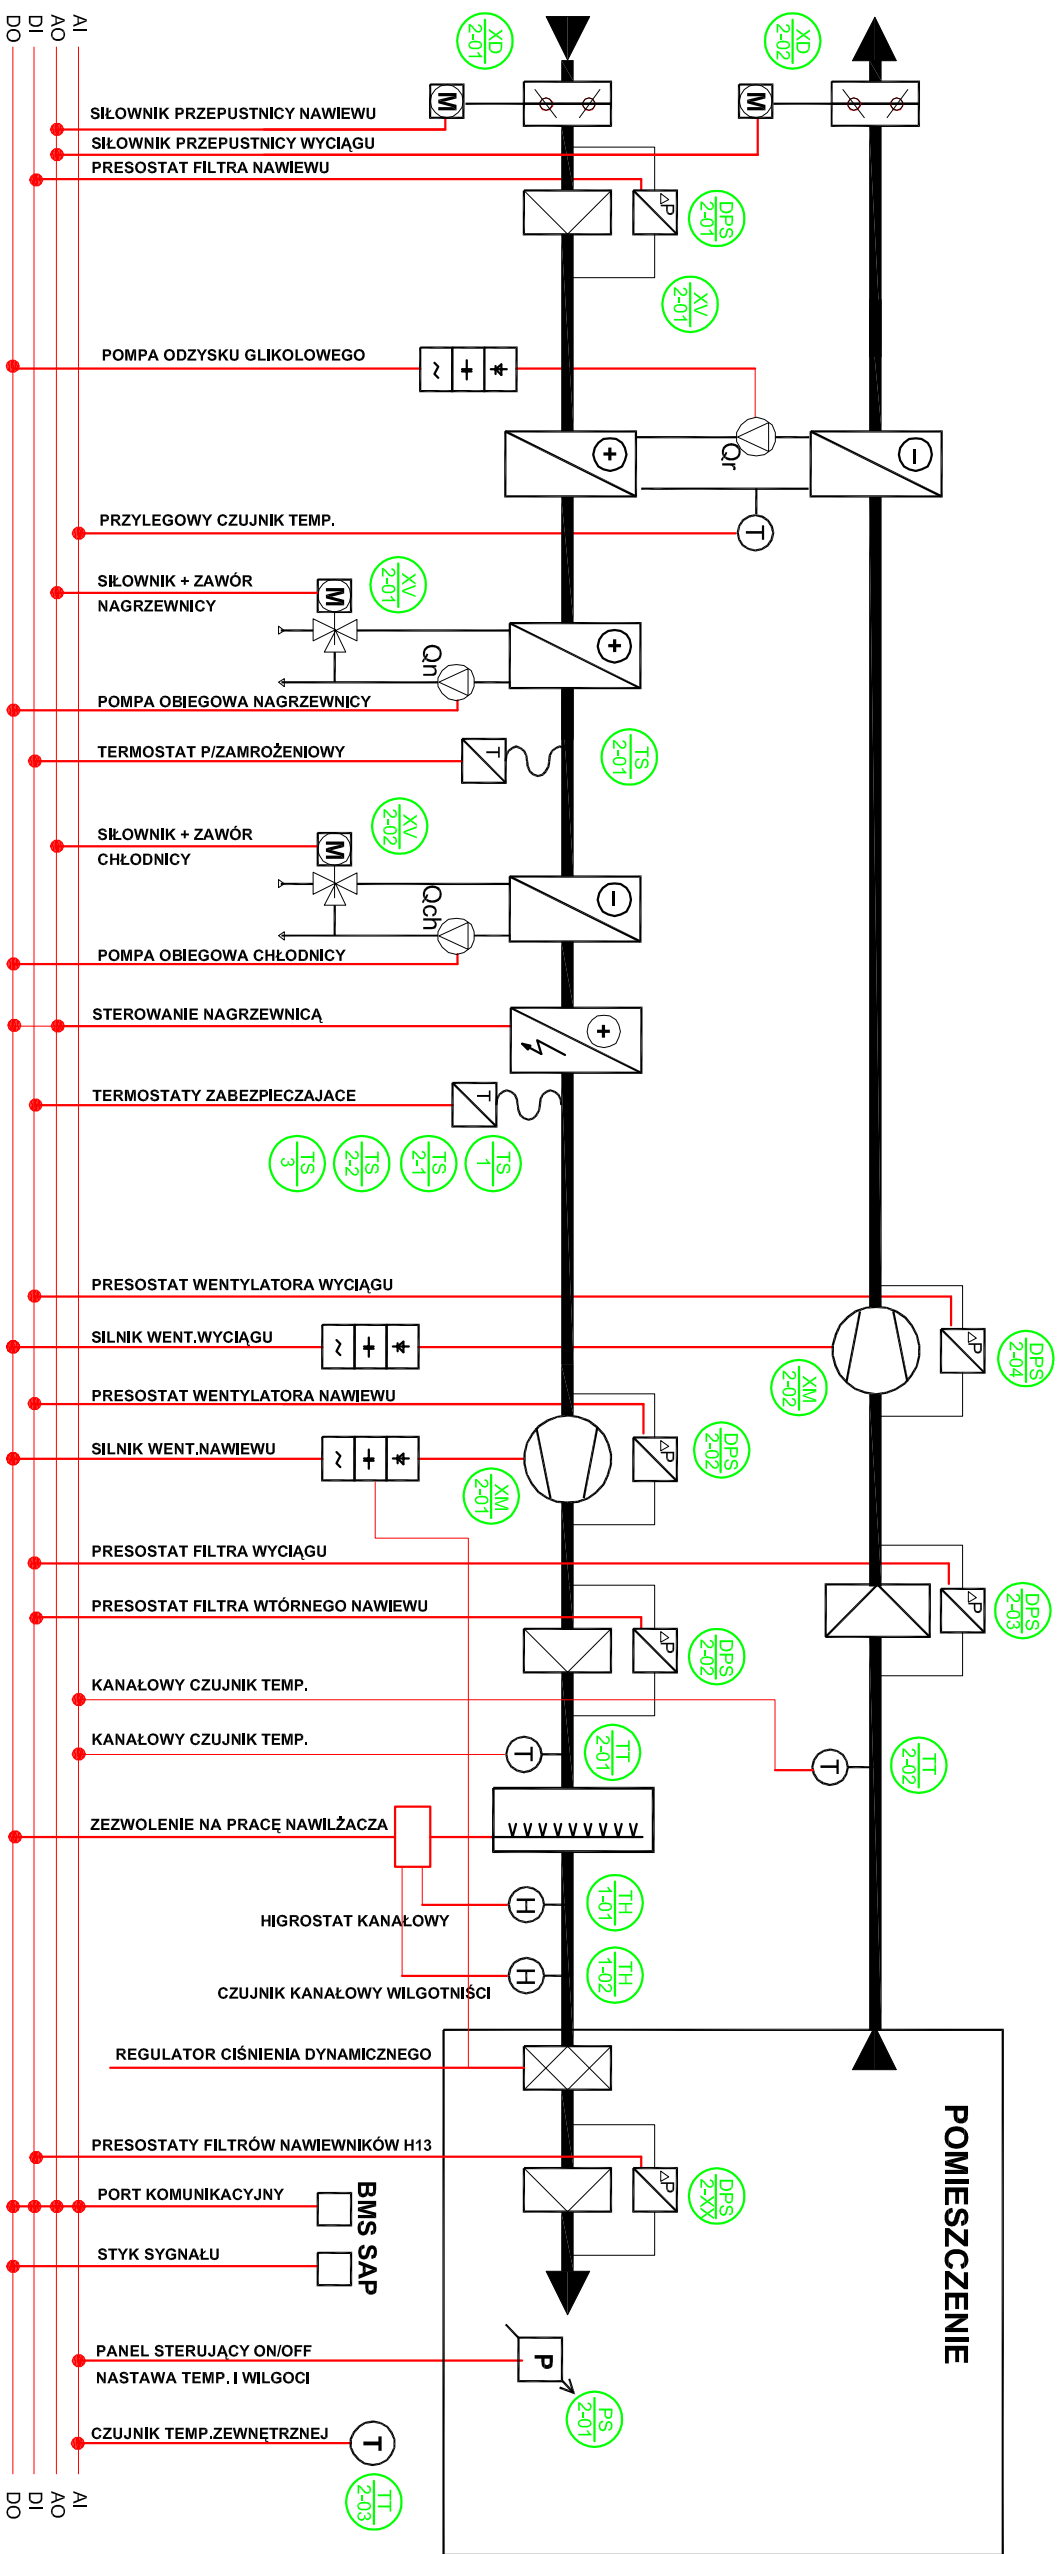 AI
AO
DI
DO
XD
2-01
XD
2-02
M
M
SIŁOWNIK PRZEPUSTNICY NAWIEWU
SIŁOWNIK PRZEPUSTNICY WYCIĄGU
PRESOSTAT FILTRA NAWIEWU
△P
DPS
2-01
XV
2-01
POMPA ODZYSKU GLIKOLOWEGO
~
Qr
+
−
PRZYLEGOWY CZUJNIK TEMP.
T
SIŁOWNIK + ZAWÓR
NAGRZEWNICY
M
XV
2-01
Qn
+
POMPA OBIEGOWA NAGRZEWNICY
TERMOSTAT P/ZAMROŻENIOWY
T
TS
2-01
SIŁOWNIK + ZAWÓR
CHŁODNICY
M
XV
2-02
Qch
−
POMPA OBIEGOWA CHŁODNICY
STEROWANIE NAGRZEWNICĄ
+
TERMOSTATY ZABEZPIECZAJACE
T
TS
3
TS
2-2
TS
2-1
TS
1
PRESOSTAT WENTYLATORA WYCIĄGU
△P
DPS
2-04
SILNIK WENT.WYCIĄGU
~
XM
2-02
PRESOSTAT WENTYLATORA NAWIEWU
△P
DPS
2-02
SILNIK WENT.NAWIEWU
~
XM
2-01
PRESOSTAT FILTRA WYCIĄGU
△P
DPS
2-03
PRESOSTAT FILTRA WTÓRNEGO NAWIEWU
△P
DPS
2-02
KANAŁOWY CZUJNIK TEMP.
T
TT
2-02
KANAŁOWY CZUJNIK TEMP.
T
TT
2-01
ZEZWOLENIE NA PRACĘ NAWILŻACZA
HIGROSTAT KANAŁOWY
H
TH
1-01
CZUJNIK KANAŁOWY WILGOTNIŚCI
H
TH
1-02
REGULATOR CIŚNIENIA DYNAMICZNEGO
POMIESZCZENIE
PRESOSTATY FILTRÓW NAWIEWNIKÓW H13
△P
DPS
2-XX
PORT KOMUNIKACYJNY
BMS SAP
STYK SYGNAŁU
PANEL STERUJĄCY ON/OFF
NASTAWA TEMP. I WILGOCI
P
PS
2-01
CZUJNIK TEMP.ZEWNĘTRZNEJ
T
TT
2-03
AI
AO
DI
DO